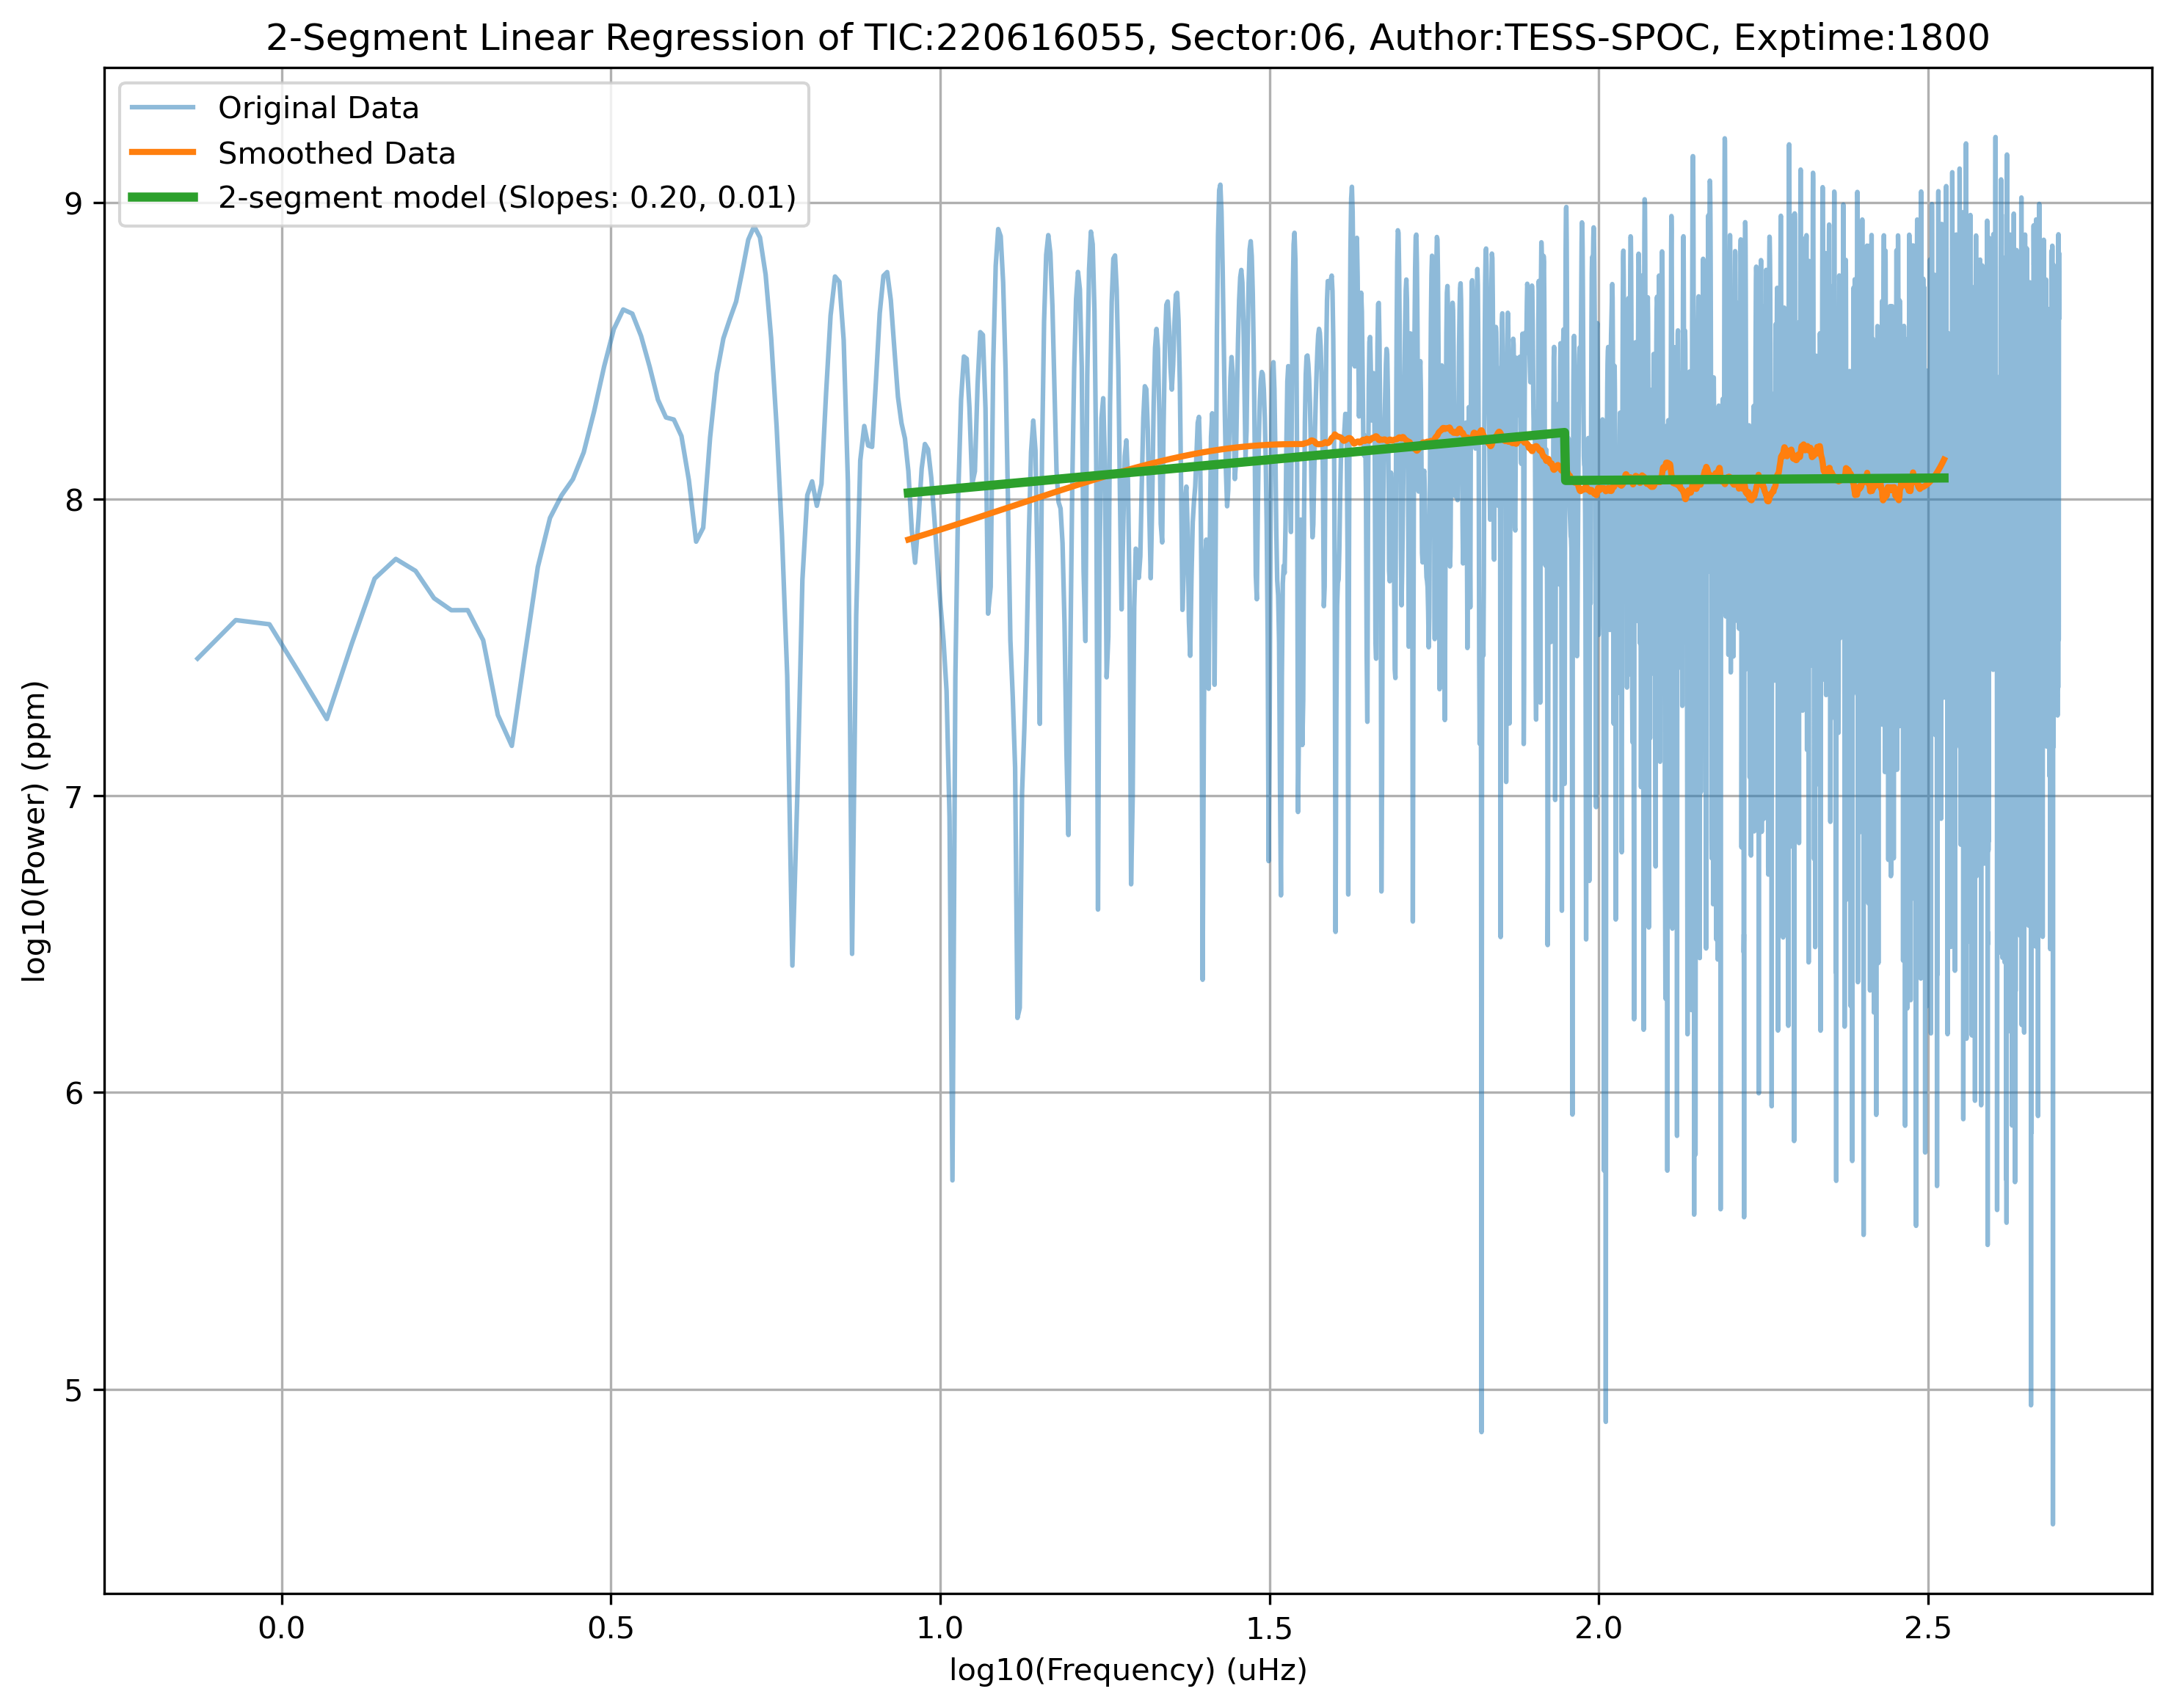 2-Segment Linear Regression of TIC:220616055, Sector:06, Author:TESS-SPOC, Exptime:1800
Original Data
Smoothed Data
2-segment model (Slopes: 0.20, 0.01)
log10(Power) (ppm)
9
8
7
6
5
0.0 0.5 1.0 1.5 2.0 2.5
log10(Frequency) (uHz)